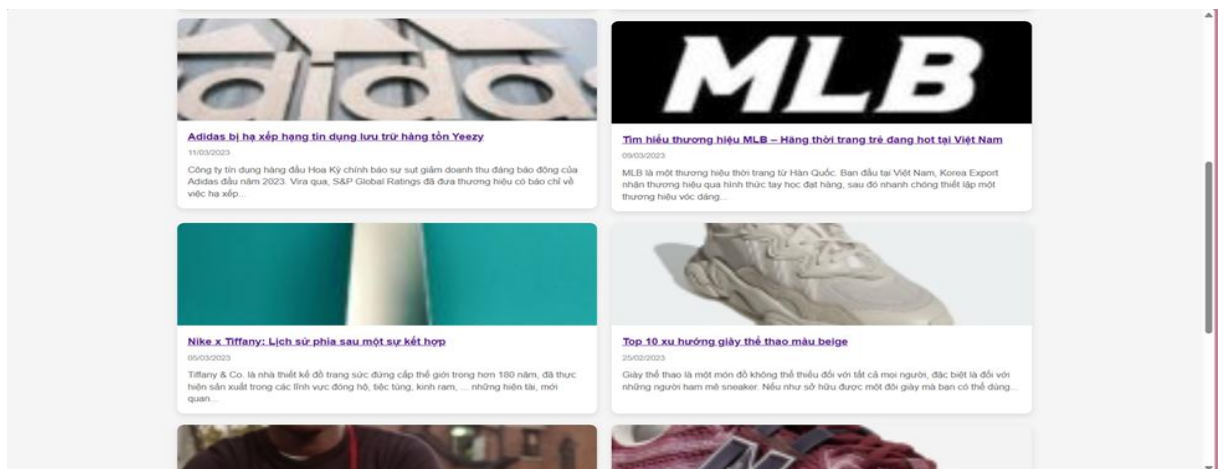 adidas
Adidas bị hạ xếp hạng tín dụng lưu trữ hàng tồn Yeezy
11/03/2023
Công ty tín dụng hàng đầu Hoa Kỳ chính báo sự sụt giảm doanh thu đáng báo động của
Adidas đầu năm 2023. Vira qua, S&P Global Ratings đã đưa thương hiệu có báo chỉ về
việc hạ xếp...
MLB
Tìm hiểu thương hiệu MLB – Hãng thời trang trẻ đang hot tại Việt Nam
09/03/2023
MLB là một thương hiệu thời trang từ Hàn Quốc. Ban đầu tại Việt Nam, Korea Export
nhận thương hiệu qua hình thức tay học đạt hàng, sau đó nhanh chóng thiết lập một
thương hiệu vóc dáng...
Nike x Tiffany: Lịch sử phía sau một sự kết hợp
05/03/2023
Tiffany & Co. là nhà thiết kế đồ trang sức đứng cấp thế giới trong hơn 180 năm, đã thực
hiện sản xuất trong các lĩnh vực đóng hộ, tiệc tùng, kinh ram, ... những hiện tài, mới
quan...
Top 10 xu hướng giày thể thao màu beige
25/02/2023
Giày thể thao là một món đồ không thể thiếu đối với tất cả mọi người, đặc biệt là đối với
những người ham mê sneaker. Nếu như sở hữu được một đôi giày mà bạn có thể dùng...